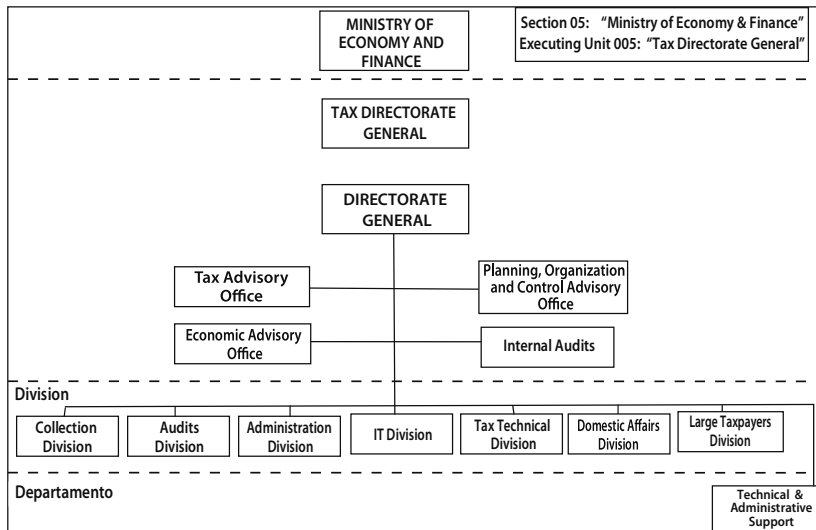 MINISTRY OF
ECONOMY AND
FINANCE
Section 05: "Ministry of Economy & Finance"
Executing Unit 005: "Tax Directorate General"
TAX DIRECTORATE
GENERAL
DIRECTORATE
GENERAL
Tax Advisory
Office
Planning, Organization
and Control Advisory
Office
Economic Advisory
Office
Internal Audits
Division
Collection
Division
Audits
Division
Administration
Division
IT Division
Tax Technical
Division
Domestic Affairs
Division
Large Taxpayers
Division
Departamento
Technical &
Administrative
Support